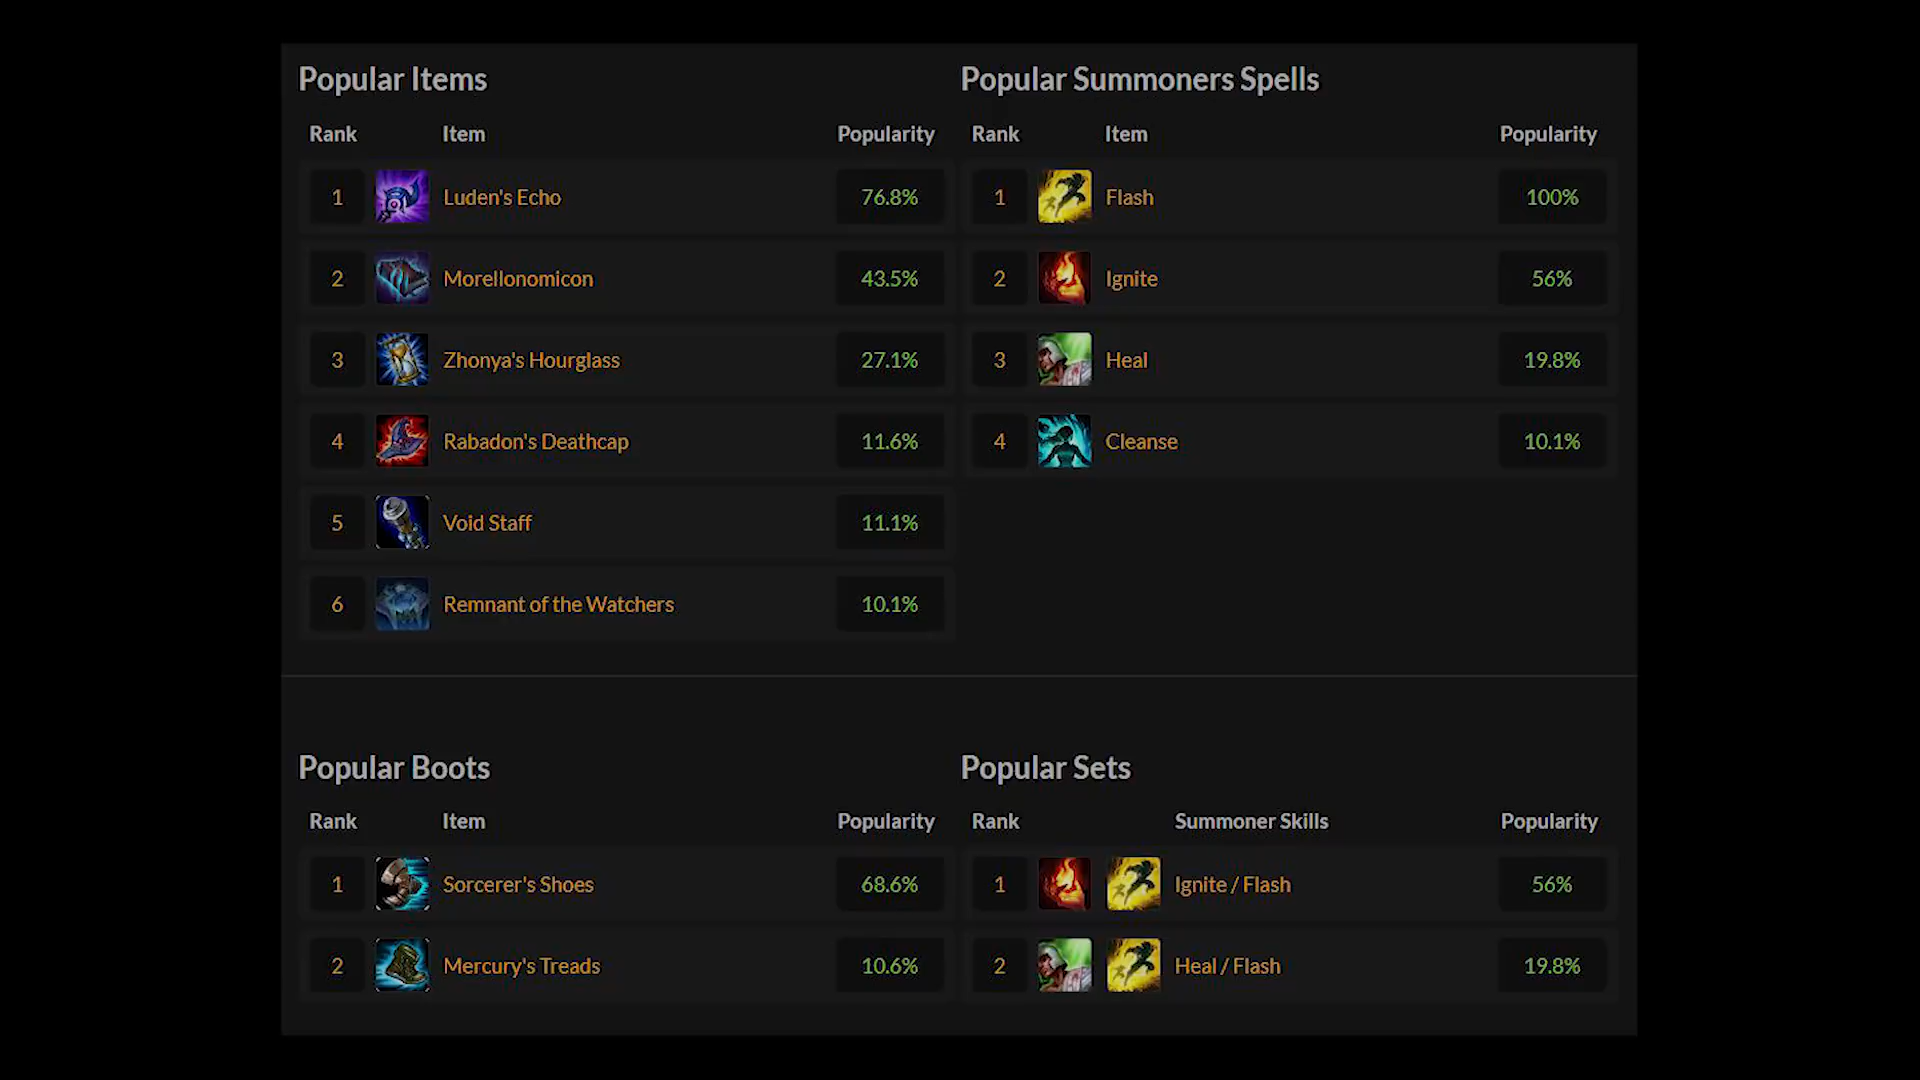 Popular Items
Rank Item Popularity
1 Luden's Echo 76.8%
2 Morellonomicon 43.5%
3 Zhonya's Hourglass 27.1%
4 Rabadon's Deathcap 11.6%
5 Void Staff 11.1%
6 Remnant of the Watchers 10.1%
Popular Summoners Spells
Rank Item Popularity
1 Flash 100%
2 Ignite 56%
3 Heal 19.8%
4 Cleanse 10.1%
Popular Boots
Rank Item Popularity
1 Sorcerer's Shoes 68.6%
2 Mercury's Treads 10.6%
Popular Sets
Rank Summoner Skills Popularity
1 Ignite / Flash 56%
2 Heal / Flash 19.8%